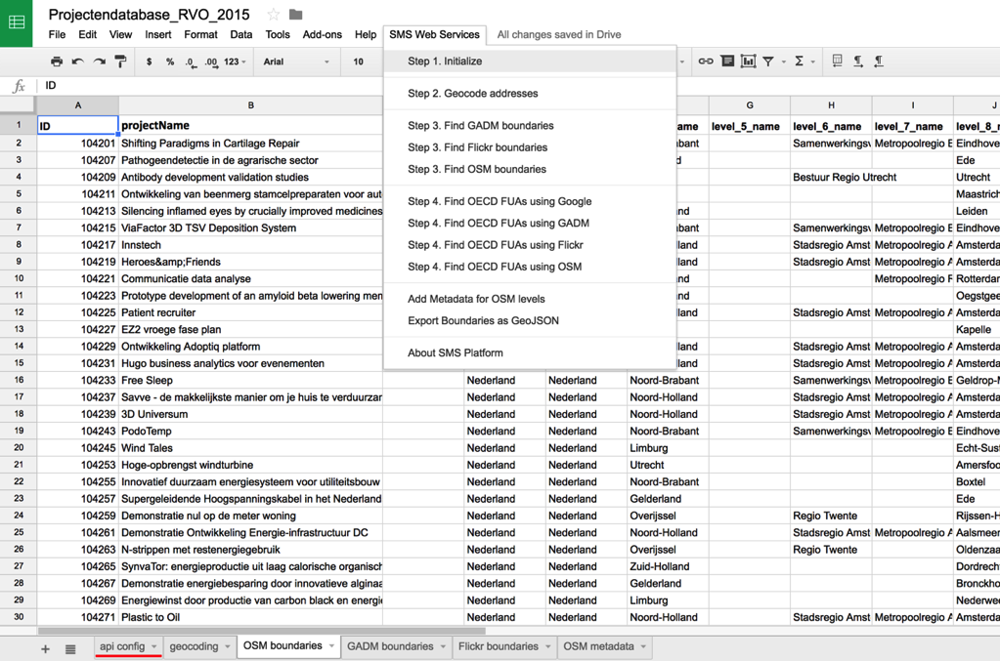 Projectendatabase_RVO_2015
File Edit View Insert Format Data Tools Add-ons Help SMS Web Services All changes saved in Drive
$ % .0 .00 123 Arial 10 Σ
fx ID
Step 1. Initialize
Step 2. Geocode addresses
Step 3. Find GADM boundaries
Step 3. Find Flickr boundaries
Step 3. Find OSM boundaries
Step 4. Find OECD FUAs using Google
Step 4. Find OECD FUAs using GADM
Step 4. Find OECD FUAs using Flickr
Step 4. Find OECD FUAs using OSM
Add Metadata for OSM levels
Export Boundaries as GeoJSON
About SMS Platform
A B G H I J
1 ID projectName ame level_5_name level_6_name level_7_name level_8_n
2 104201 Shifting Paradigms in Cartilage Repair bant Samenwerkingsv Metropoolregio E Eindhove
3 104207 Pathogeendetectie in de agrarische sector d Ede
4 104209 Antibody development validation studies Bestuur Regio Utrecht Utrecht
5 104211 Ontwikkeling van beenmerg stamcelpreparaten voor aut Maastrich
6 104213 Silencing inflamed eyes by crucially improved medicines nd Leiden
7 104215 ViaFactor 3D TSV Deposition System bant Samenwerkingsv Metropoolregio E Eindhove
8 104217 Innstech land Stadsregio Amst Metropoolregio A Amsterda
9 104219 Heroes&amp;Friends land Stadsregio Amst Metropoolregio A Amsterda
10 104221 Communicatie data analyse nd Metropoolregio R Rotterdan
11 104223 Prototype development of an amyloid beta lowering men nd Oegstgee
12 104225 Patient recruiter land Stadsregio Amst Metropoolregio A Amsterda
13 104227 EZ2 vroege fase plan Kapelle
14 104229 Ontwikkeling Adoptiq platform land Stadsregio Amst Metropoolregio A Amsterda
15 104231 Hugo business analytics voor evenementen land Stadsregio Amst Metropoolregio A Amsterda
16 104233 Free Sleep Nederland Nederland Noord-Brabant Samenwerkingsv Metropoolregio E Geldrop-M
17 104237 Savve - de makkelijkste manier om je huis te verduurzar Nederland Nederland Noord-Holland Stadsregio Amst Metropoolregio A Amsterda
18 104239 3D Universum Nederland Nederland Noord-Holland Stadsregio Amst Metropoolregio A Amsterda
19 104243 PodoTemp Nederland Nederland Noord-Brabant Samenwerkingsv Metropoolregio E Eindhove
20 104245 Wind Tales Nederland Nederland Limburg Echt-Sust
21 104253 Hoge-opbrengst windturbine Nederland Nederland Utrecht Amersfoo
22 104255 Innovatief duurzaam energiesysteem voor utiliteitsbouw Nederland Nederland Noord-Brabant Boxtel
23 104257 Supergeleidende Hoogspanningskabel in het Nederland Nederland Nederland Gelderland Ede
24 104259 Demonstratie nul op de meter woning Nederland Nederland Overijssel Regio Twente Rijssen-H
25 104261 Demonstratie Ontwikkeling Energie-infrastructuur DC Nederland Nederland Noord-Holland Stadsregio Amst Metropoolregio A Aalsmeer
26 104263 N-strippen met restenergiegebruik Nederland Nederland Overijssel Regio Twente Oldenzaa
27 104265 SynvaTor: energieproductie uit laag calorische organisch Nederland Nederland Zuid-Holland Dordrech
28 104267 Demonstratie energiebesparing door innovatieve alginaa Nederland Nederland Gelderland Bronckho
29 104269 Energiewinst door productie van carbon black en energie Nederland Nederland Limburg Nederwee
30 104271 Plastic to Oil Nederland Nederland Noord-Holland Stadsregio Amst Metropoolregio A Amsterda
+ api config geocoding OSM boundaries GADM boundaries Flickr boundaries OSM metadata